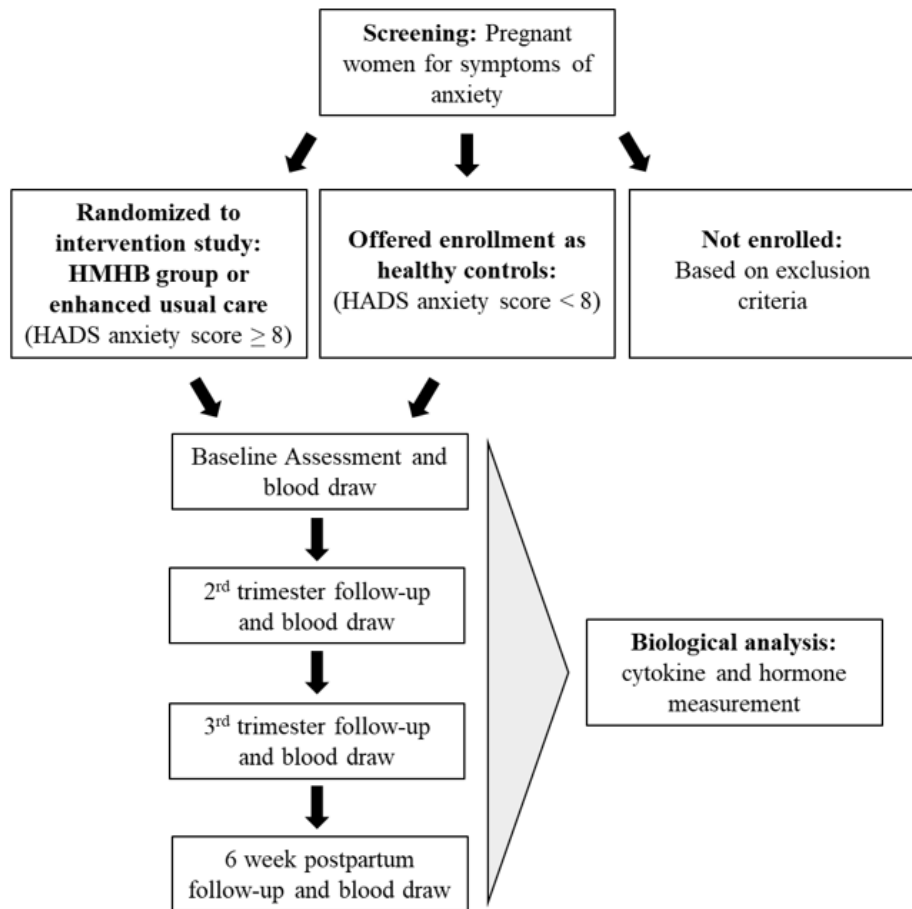 Screening: Pregnant
women for symptoms of
anxiety
Randomized to
intervention study:
HMHB group or
enhanced usual care
(HADS anxiety score ≥ 8)
Offered enrollment as
healthy controls:
(HADS anxiety score < 8)
Not enrolled:
Based on exclusion
criteria
Baseline Assessment and
blood draw
2rd trimester follow-up
and blood draw
3rd trimester follow-up
and blood draw
6 week postpartum
follow-up and blood draw
Biological analysis:
cytokine and hormone
measurement